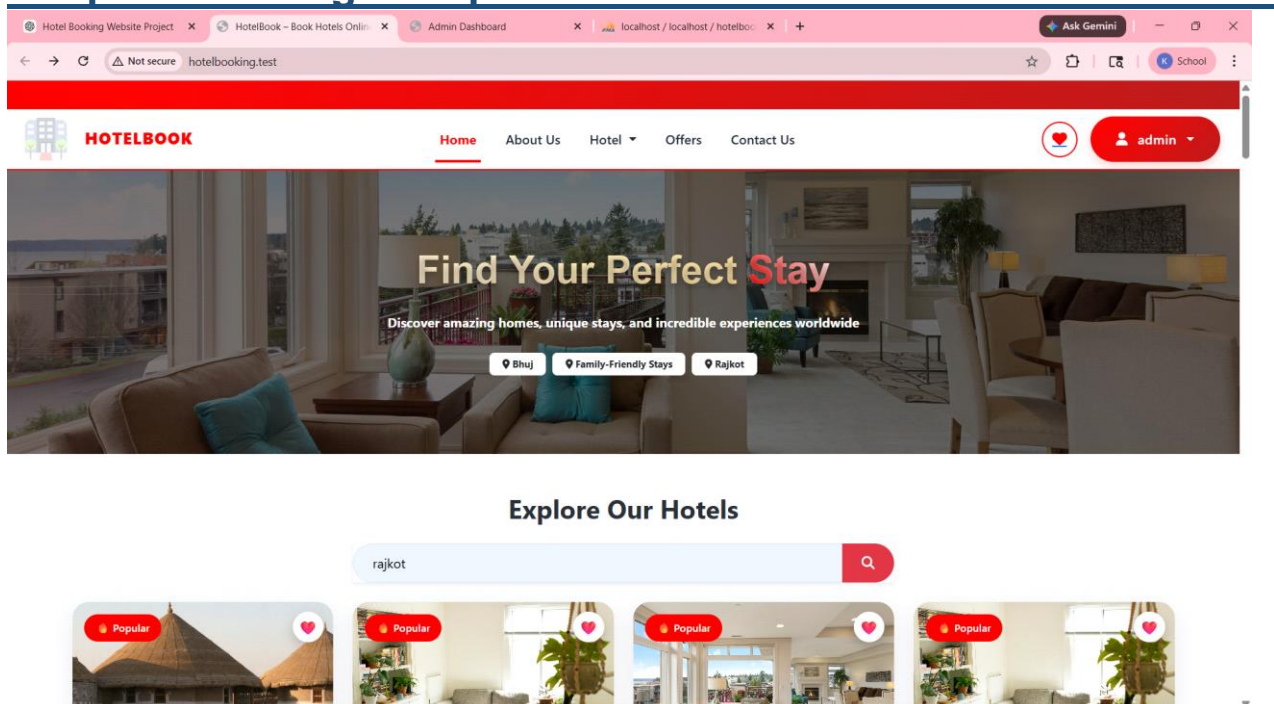 Hotel Booking Website Project
HotelBook – Book Hotels Onlin
Admin Dashboard
localhost / localhost / hotelboo
Ask Gemini
Not secure
hotelbooking.test
K
School
HOTELBOOK
Home
About Us
Hotel
Offers
Contact Us
admin
Find Your Perfect Stay
Discover amazing homes, unique stays, and incredible experiences worldwide
Bhuj
Family-Friendly Stays
Rajkot
Explore Our Hotels
rajkot
Popular
Popular
Popular
Popular